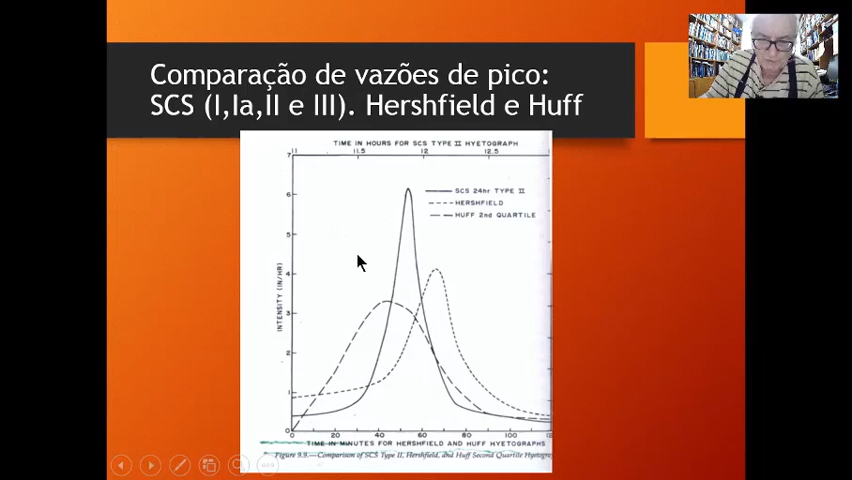 Comparação de vazões de pico:
SCS (I,Ia,II e III). Hershfield e Huff
TIME IN HOURS FOR SCS TYPE II HYETOGRAPH
11 11.5 12 12.5
7
6
5
4
3
2
1
0
INTENSITY (IN/HR)
SCS 24hr TYPE II
HERSHFIELD
HUFF 2nd QUARTILE
0 20 40 60 80 100
TIME IN MINUTES FOR HERSHFIELD AND HUFF HYETOGRAPHS
Figure 9.9.—Comparison of SCS Type II, Hershfield, and Huff Second Quartile